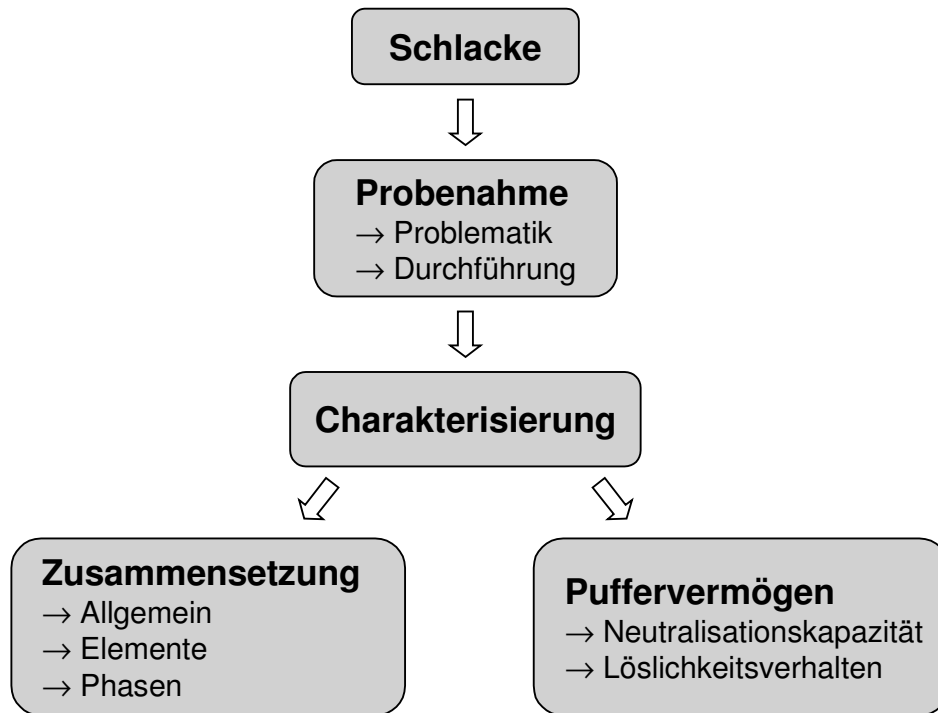 Schlacke
Probenahme
→ Problematik
→ Durchführung
Charakterisierung
Zusammensetzung
→ Allgemein
→ Elemente
→ Phasen
Puffervermögen
→ Neutralisationskapazität
→ Löslichkeitsverhalten